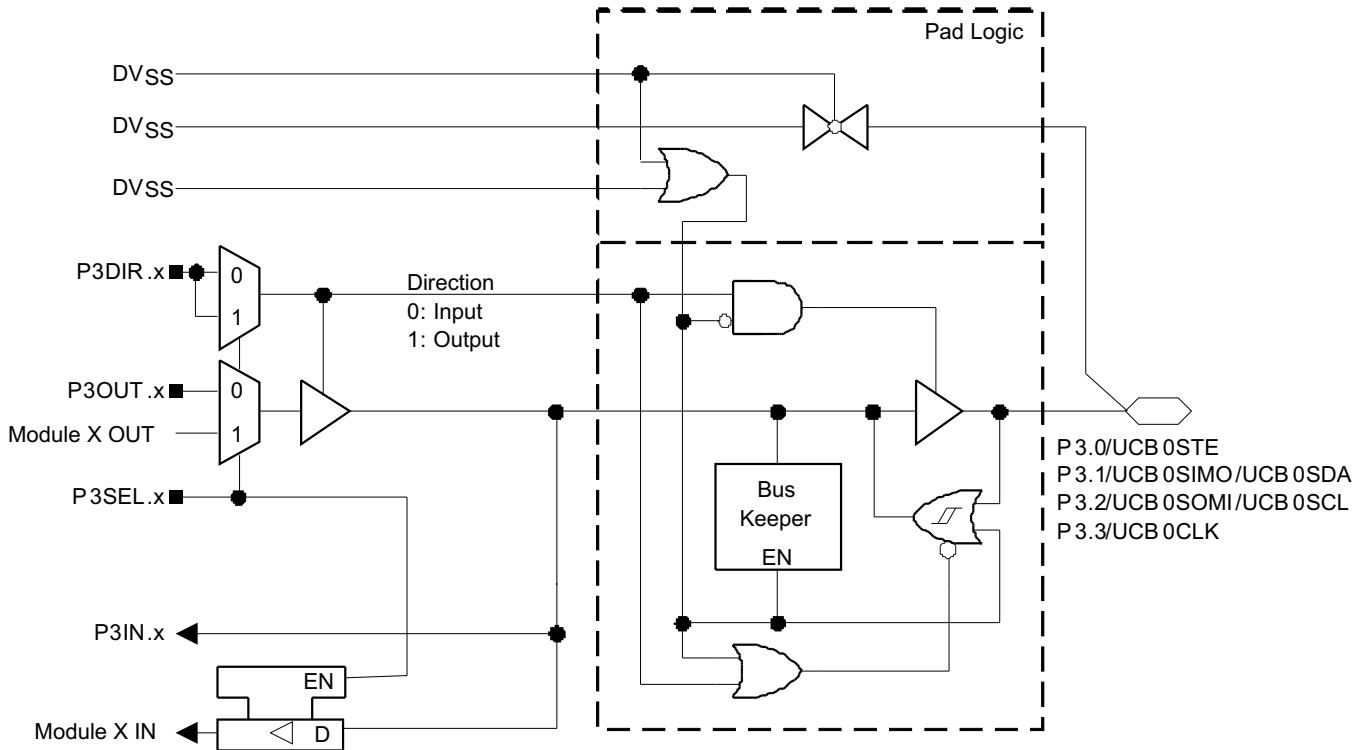 Pad Logic
DVSS
DVSS
DVSS
P3DIR.x
0
1
Direction
0: Input
1: Output
P3OUT.x
0
Module X OUT
1
P3SEL.x
Bus
Keeper
EN
P3.0/UCB0STE
P3.1/UCB0SIMO/UCB0SDA
P3.2/UCB0SOMI/UCB0SCL
P3.3/UCB0CLK
P3IN.x
EN
Module X IN
D